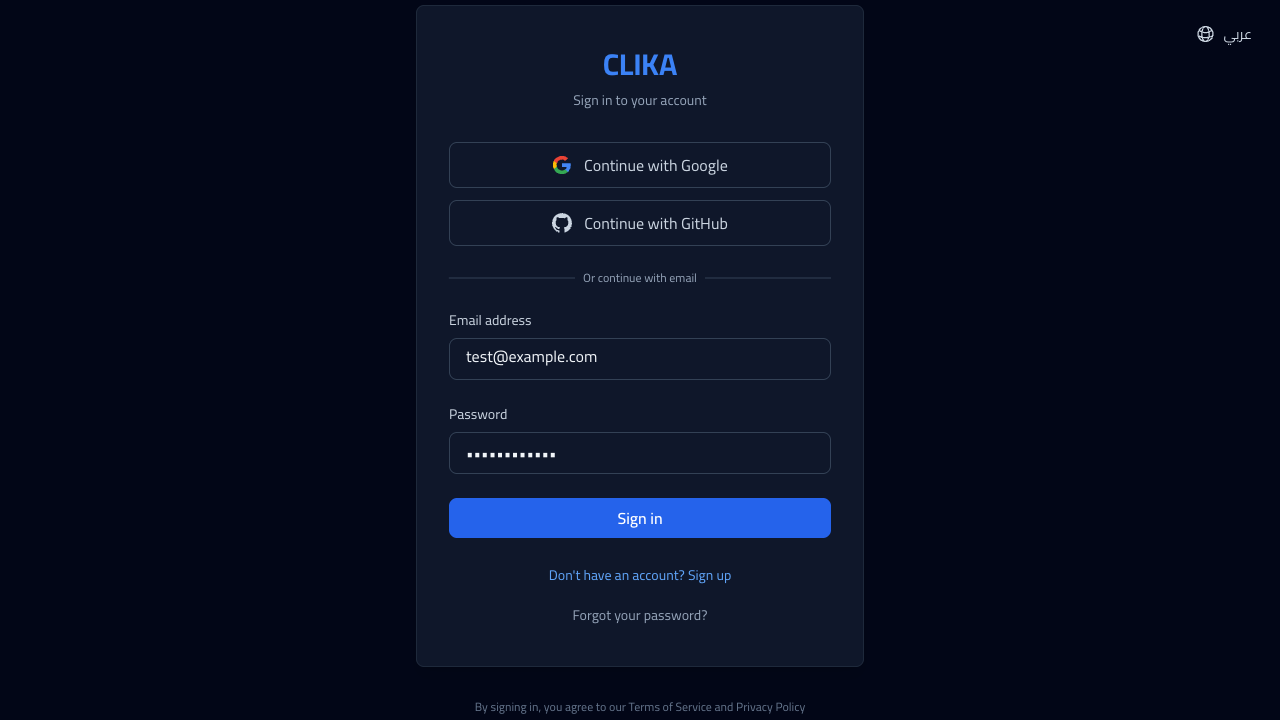 عربي
CLIKA
Sign in to your account
Continue with Google
Continue with GitHub
Or continue with email
Email address
test@example.com
Password
••••••••••••
Sign in
Don't have an account? Sign up
Forgot your password?
By signing in, you agree to our Terms of Service and Privacy Policy